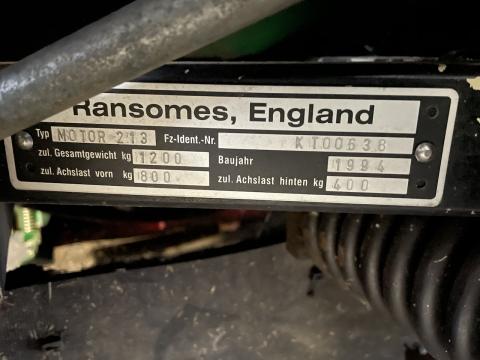 Ransomes, England
Typ MOTOR 213 Fz-Ident.-Nr. KT00638
zul. Gesamtgewicht kg 1200 Baujahr 1994
zul. Achslast vorn kg 800 zul. Achslast hinten kg 400